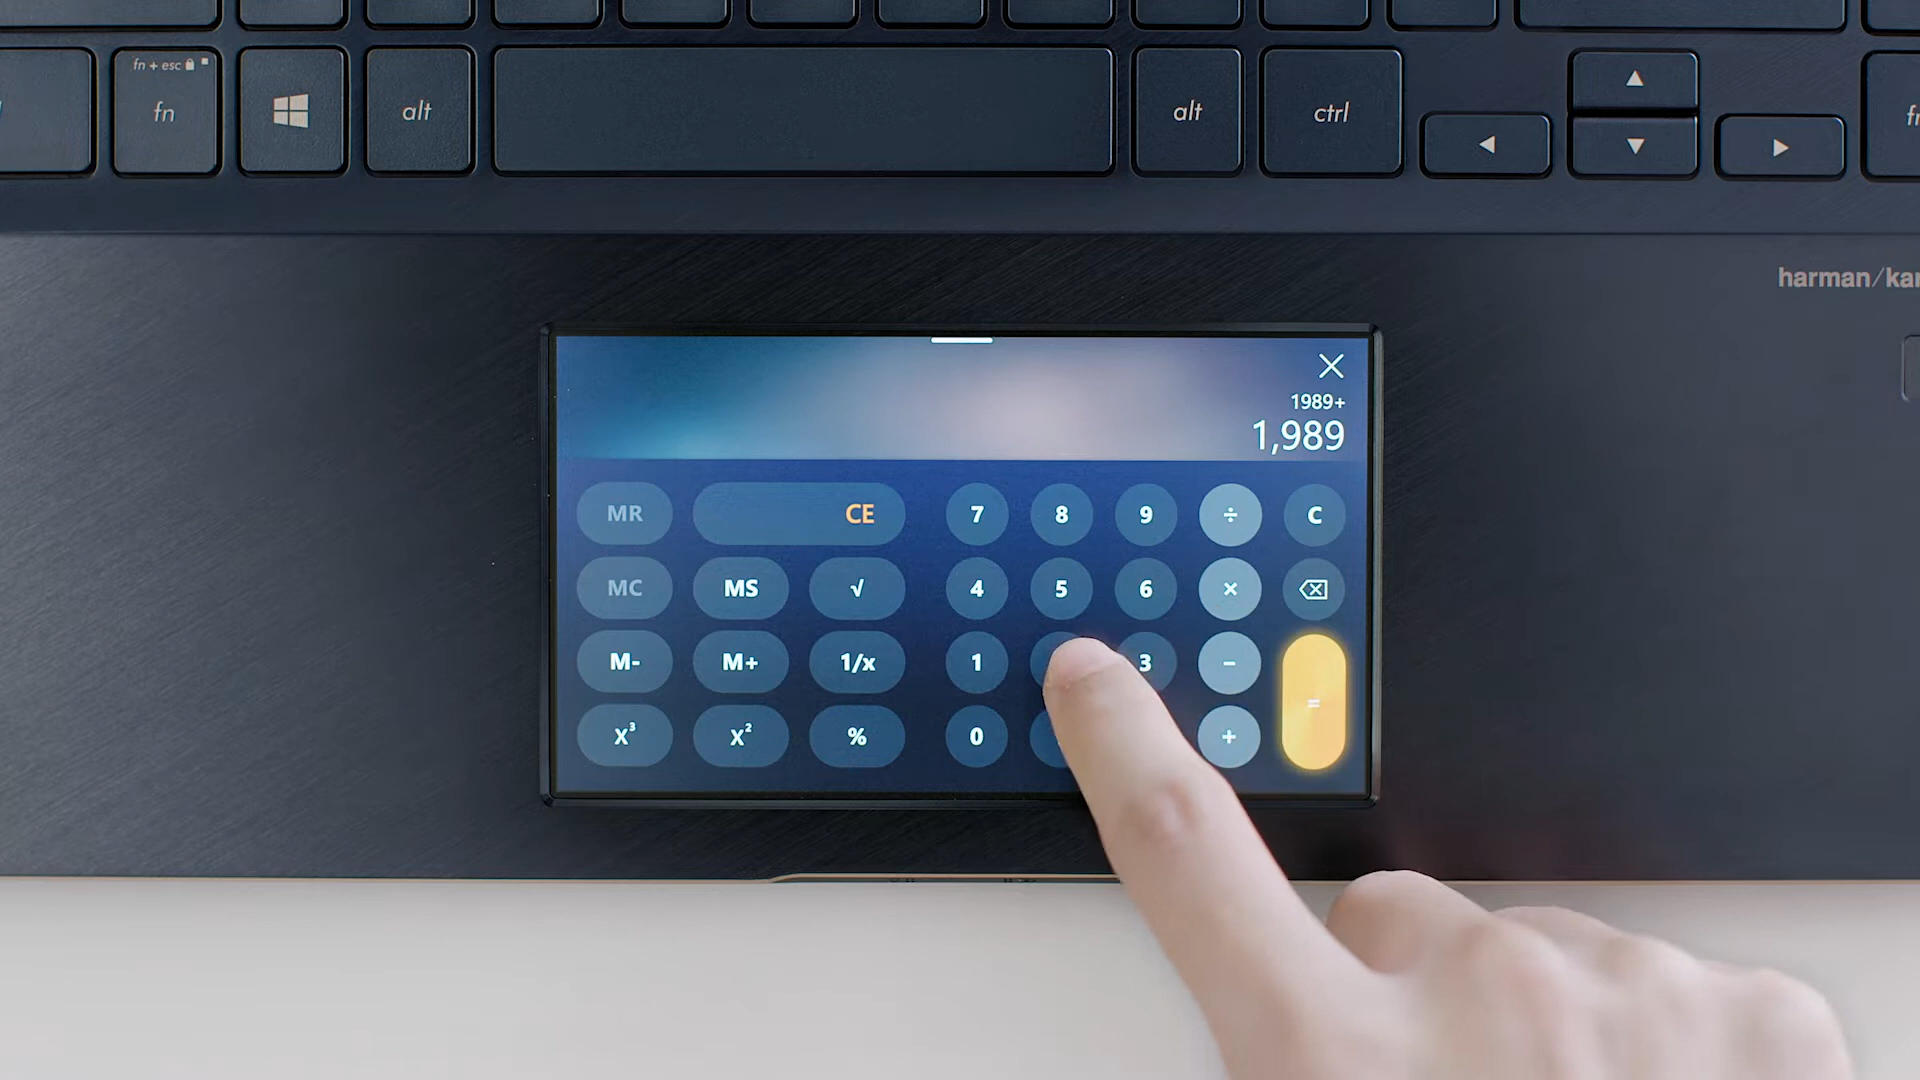 fn + esc
fn
alt
alt
ctrl
harman/kar
1989+
1,989
MR CE 7 8 9 ÷ C
MC MS √ 4 5 6 ×
M- M+ 1/x 1 3 −
X³ X² % 0 + =